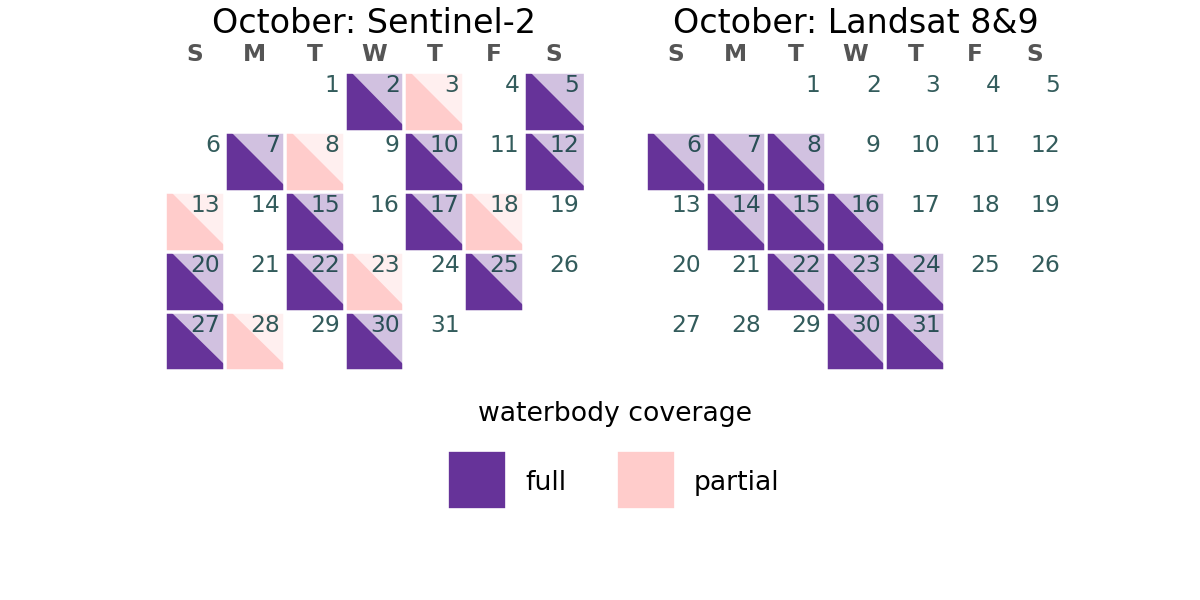 October: Sentinel-2
S M T W T F S
1 2 3 4 5
6 7 8 9 10 11 12
13 14 15 16 17 18 19
20 21 22 23 24 25 26
27 28 29 30 31
October: Landsat 8&9
S M T W T F S
1 2 3 4 5
6 7 8 9 10 11 12
13 14 15 16 17 18 19
20 21 22 23 24 25 26
27 28 29 30 31
waterbody coverage
full partial